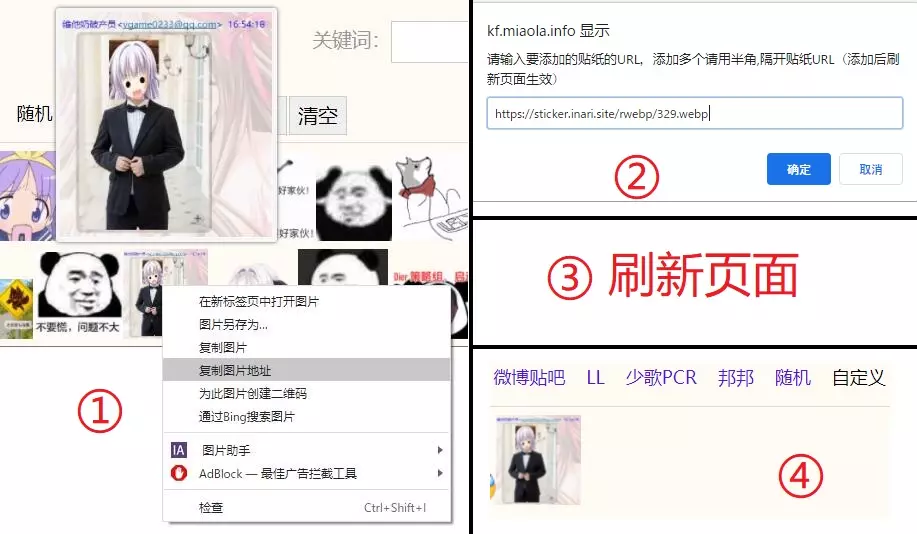 维他奶破产员<vgame0233@qq.com> 16:54:18
关键词:
随机
清空
好家伙!
好家伙!
不要慌，问题不大
在新标签页中打开图片
图片另存为...
复制图片
复制图片地址
为此图片创建二维码
通过Bing搜索图片
IA 图片助手
AdBlock — 最佳广告拦截工具
检查 Ctrl+Shift+I
①
kf.miaola.info 显示
请输入要添加的贴纸的URL，添加多个请用半角,隔开贴纸URL（添加后刷
新页面生效）
https://sticker.inari.site/rwebp/329.webp
确定 取消
②
③ 刷新页面
微博贴吧 LL 少歌PCR 邦邦 随机 自定义
④